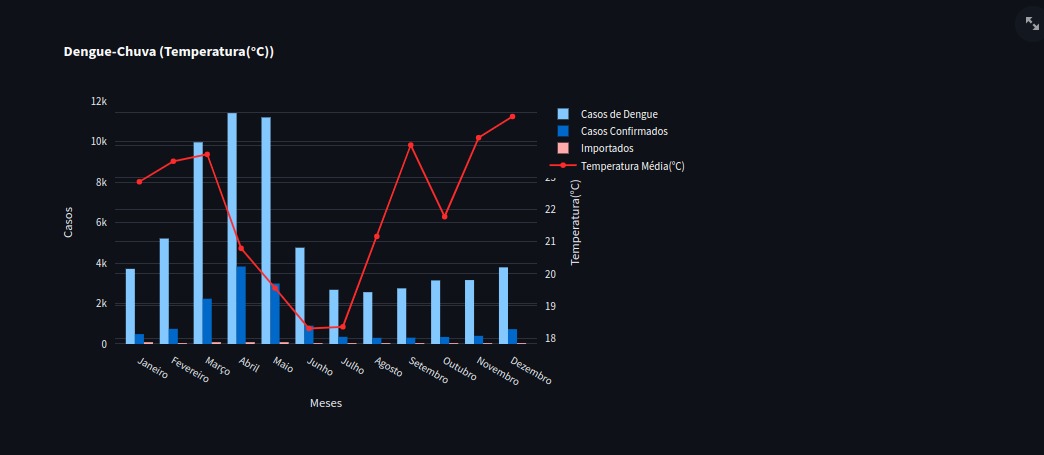 Dengue-Chuva (Temperatura(°C))
12k
10k
8k
6k
4k
2k
0
Casos
Casos de Dengue
Casos Confirmados
Importados
Temperatura Média(°C)
23
22
21
20
19
18
Temperatura(°C)
Janeiro
Fevereiro
Março
Abril
Maio
Junho
Julho
Agosto
Setembro
Outubro
Novembro
Dezembro
Meses